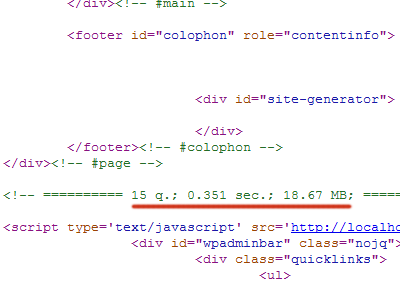 </div><!-- #main -->
<footer id="colophon" role="contentinfo">
<div id="site-generator">
</div>
</footer><!-- #colophon -->
</div><!-- #page -->
<!-- ========== 15 q.; 0.351 sec.; 18.67 MB; =====
<script type='text/javascript' src='http://localho
<div id="wpadminbar" class="nojq">
<div class="quicklinks">
<ul>